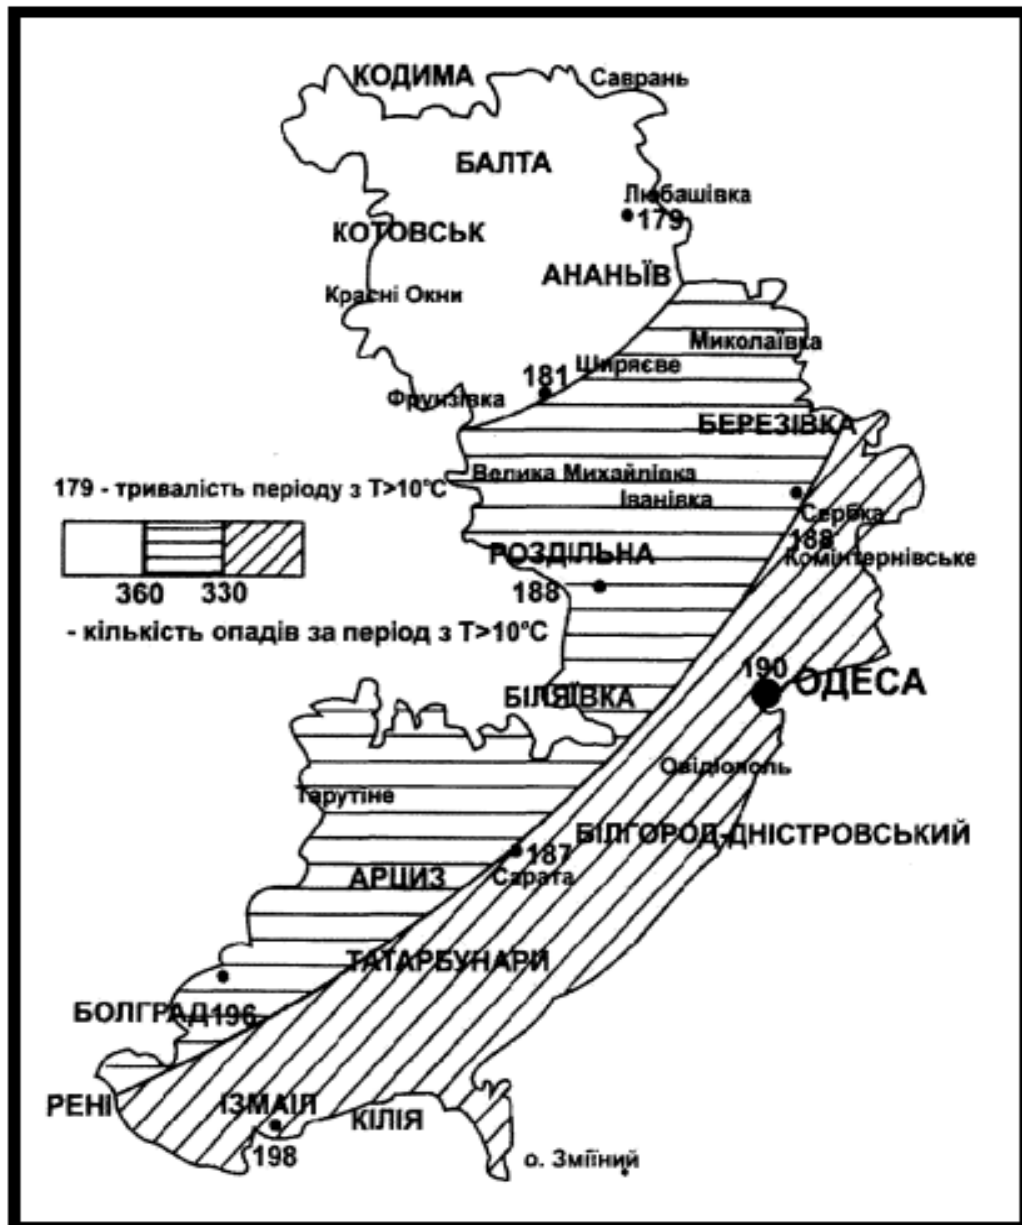 КОДИМА
Саврань
БАЛТА
Любашівка
179
КОТОВСЬК
АНАНЬЇВ
Красні Окни
Миколаївка
Ширяєве
181
Фрунзівка
БЕРЕЗІВКА
Велика Михайлівка
179 - тривалість періоду з Т>10°С
Іванівка
Сербка
188
РОЗДІЛЬНА
Комінтернівське
188
360
330
- кількість опадів за період з Т>10°С
190
ОДЕСА
БІЛЯЇВКА
Овідіополь
Тарутіне
БІЛГОРОД-ДНІСТРОВСЬКИЙ
187
Сарата
АРЦИЗ
ТАТАРБУНАРИ
БОЛГРАД
196
РЕНІ
ІЗМАІЛ
КІЛІЯ
198
о. Зміїний